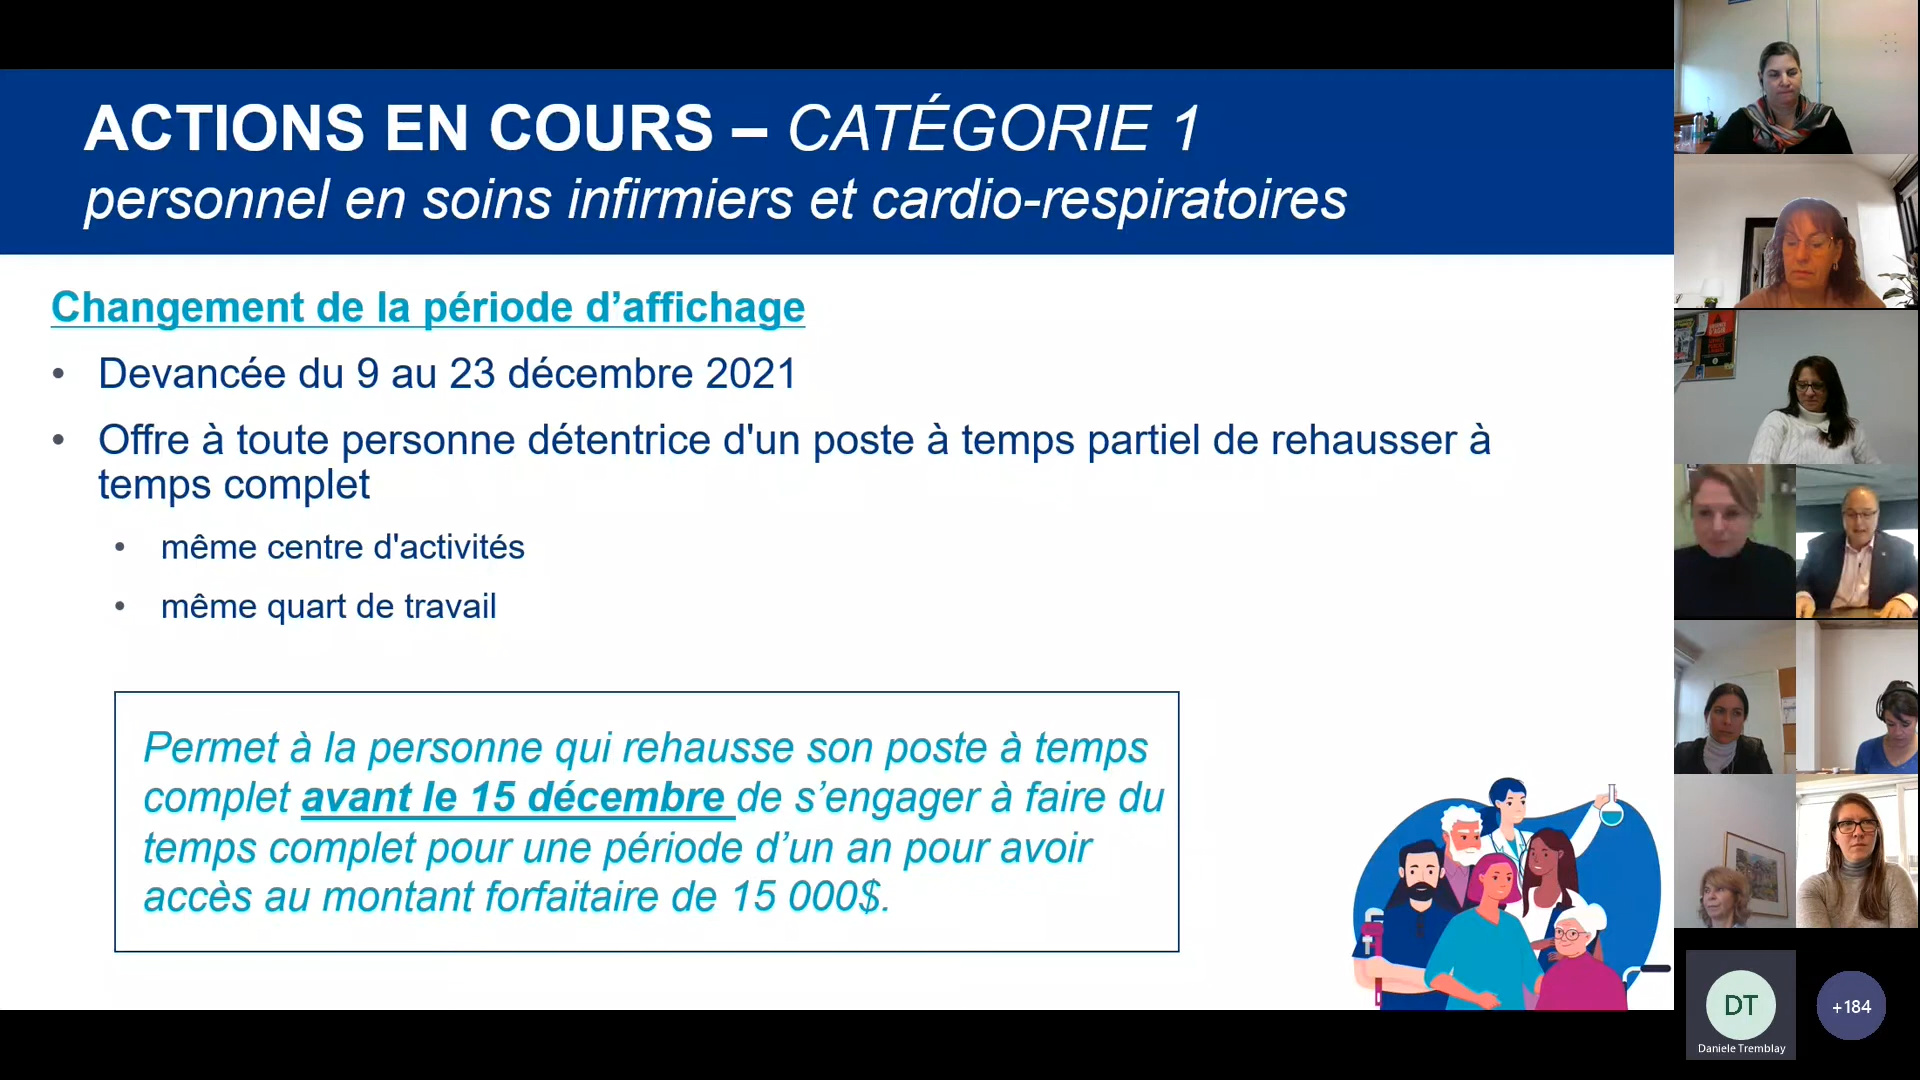 ACTIONS EN COURS – CATÉGORIE 1
personnel en soins infirmiers et cardio-respiratoires
Changement de la période d’affichage
• Devancée du 9 au 23 décembre 2021
• Offre à toute personne détentrice d'un poste à temps partiel de rehausser à
temps complet
• même centre d'activités
• même quart de travail
Permet à la personne qui rehausse son poste à temps
complet avant le 15 décembre de s’engager à faire du
temps complet pour une période d’un an pour avoir
accès au montant forfaitaire de 15 000$.
DT
Daniele Tremblay
+184